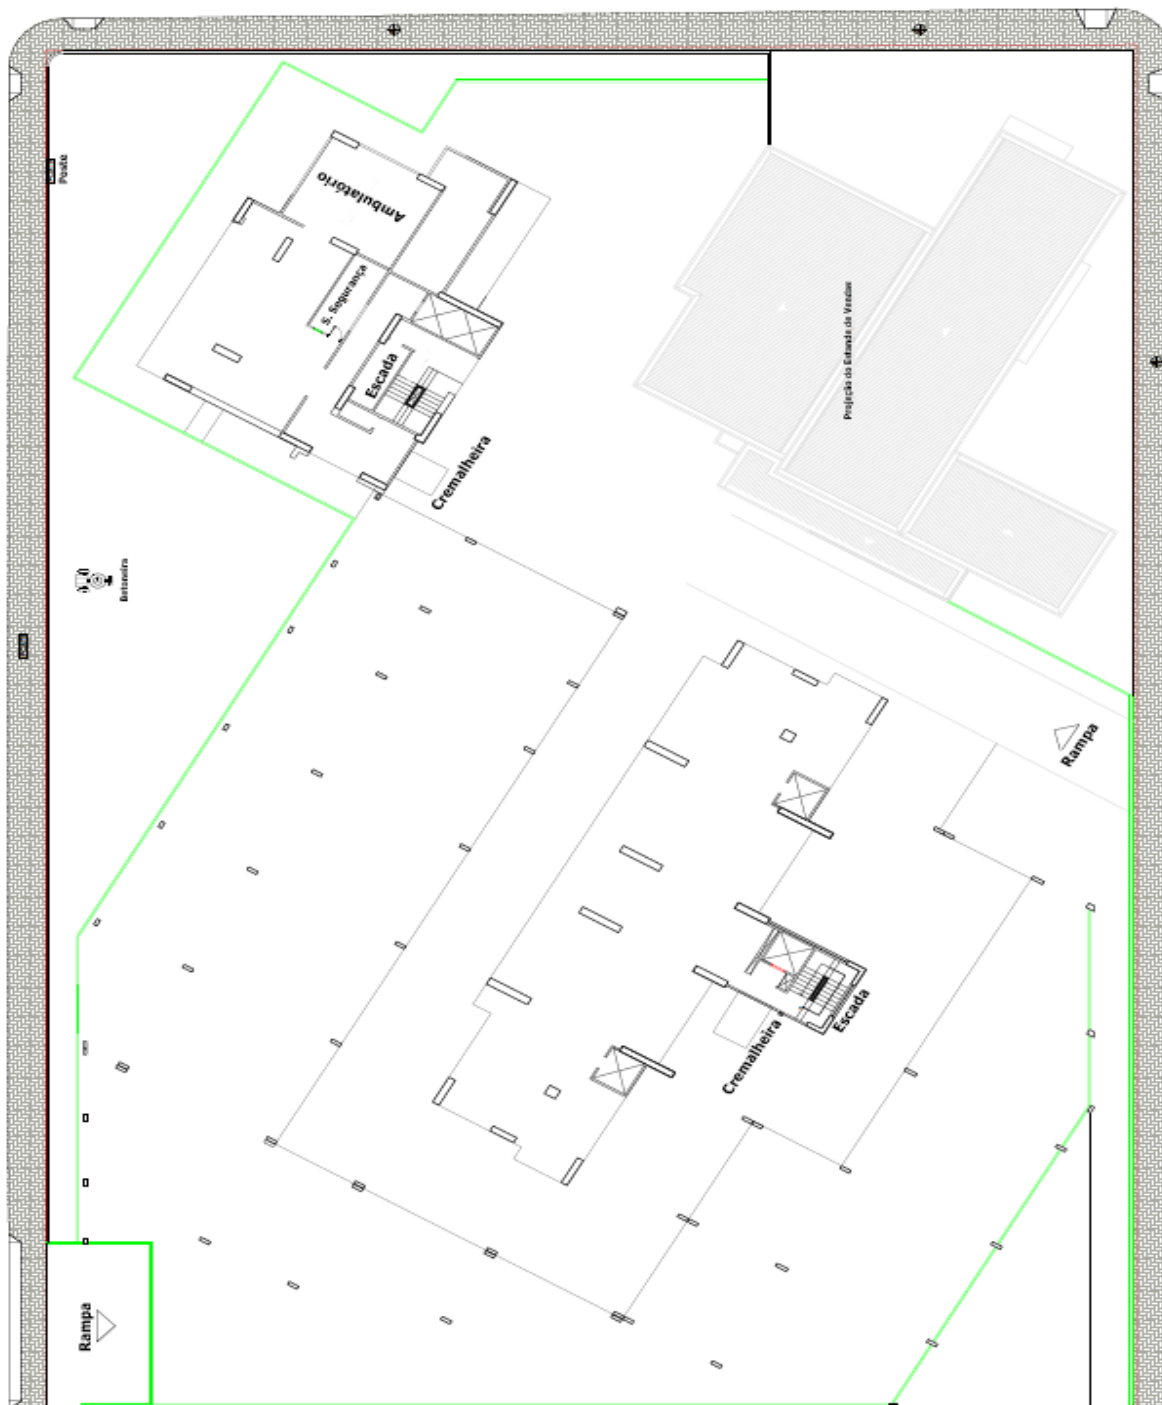 Poste
Ambulatório
S. Segurança
Escada
Cremalheira
Projeção do Estande de Vendas
Betoneira
Rampa
Cremalheira
Escada
Rampa